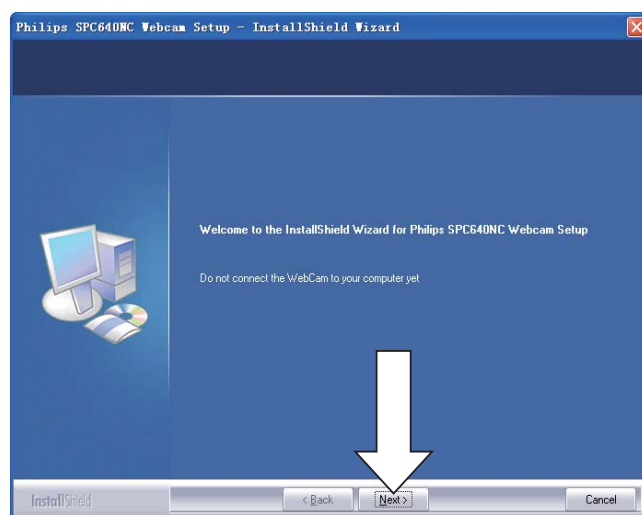 Philips SPC640NC Webcam Setup - InstallShield Wizard
Welcome to the InstallShield Wizard for Philips SPC640NC Webcam Setup
Do not connect the WebCam to your computer yet
InstallShield
< Back
Next >
Cancel